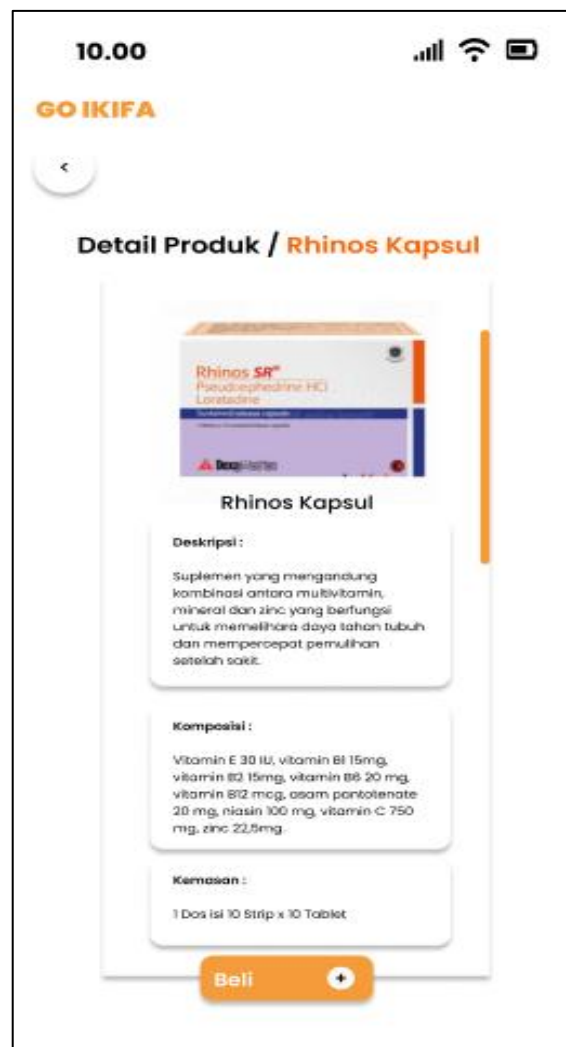 10.00
GO IKIFA
<
Detail Produk / Rhinos Kapsul
Rhinos SR®
Pseudoephedrine HCl
Loratadine
Rhinos Kapsul
Deskripsi :
Suplemen yang mengandung
kombinasi antara multivitamin,
mineral dan zinc yang berfungsi
untuk memelihara daya tahan tubuh
dan mempercepat pemulihan
setelah sakit.
Komposisi :
Vitamin E 30 IU, vitamin B1 15mg,
vitamin B2 15mg, vitamin B6 20 mg,
vitamin B12 mcg, asam pantotenate
20 mg, niasin 100 mg, vitamin C 750
mg, zinc 22,5mg
Kemasan :
1 Dos isi 10 Strip x 10 Tablet
Beli +